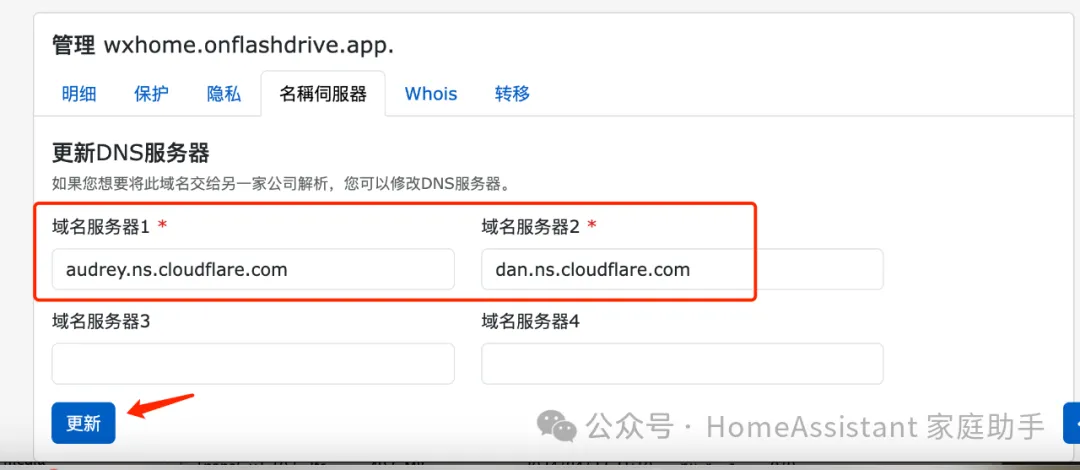 管理 wxhome.onflashdrive.app.
明细 保护 隐私 名稱伺服器 Whois 转移
更新DNS服务器
如果您想要将此域名交给另一家公司解析，您可以修改DNS服务器。
域名服务器1 * 域名服务器2 *
audrey.ns.cloudflare.com dan.ns.cloudflare.com
域名服务器3 域名服务器4
更新
公众号 · HomeAssistant 家庭助手